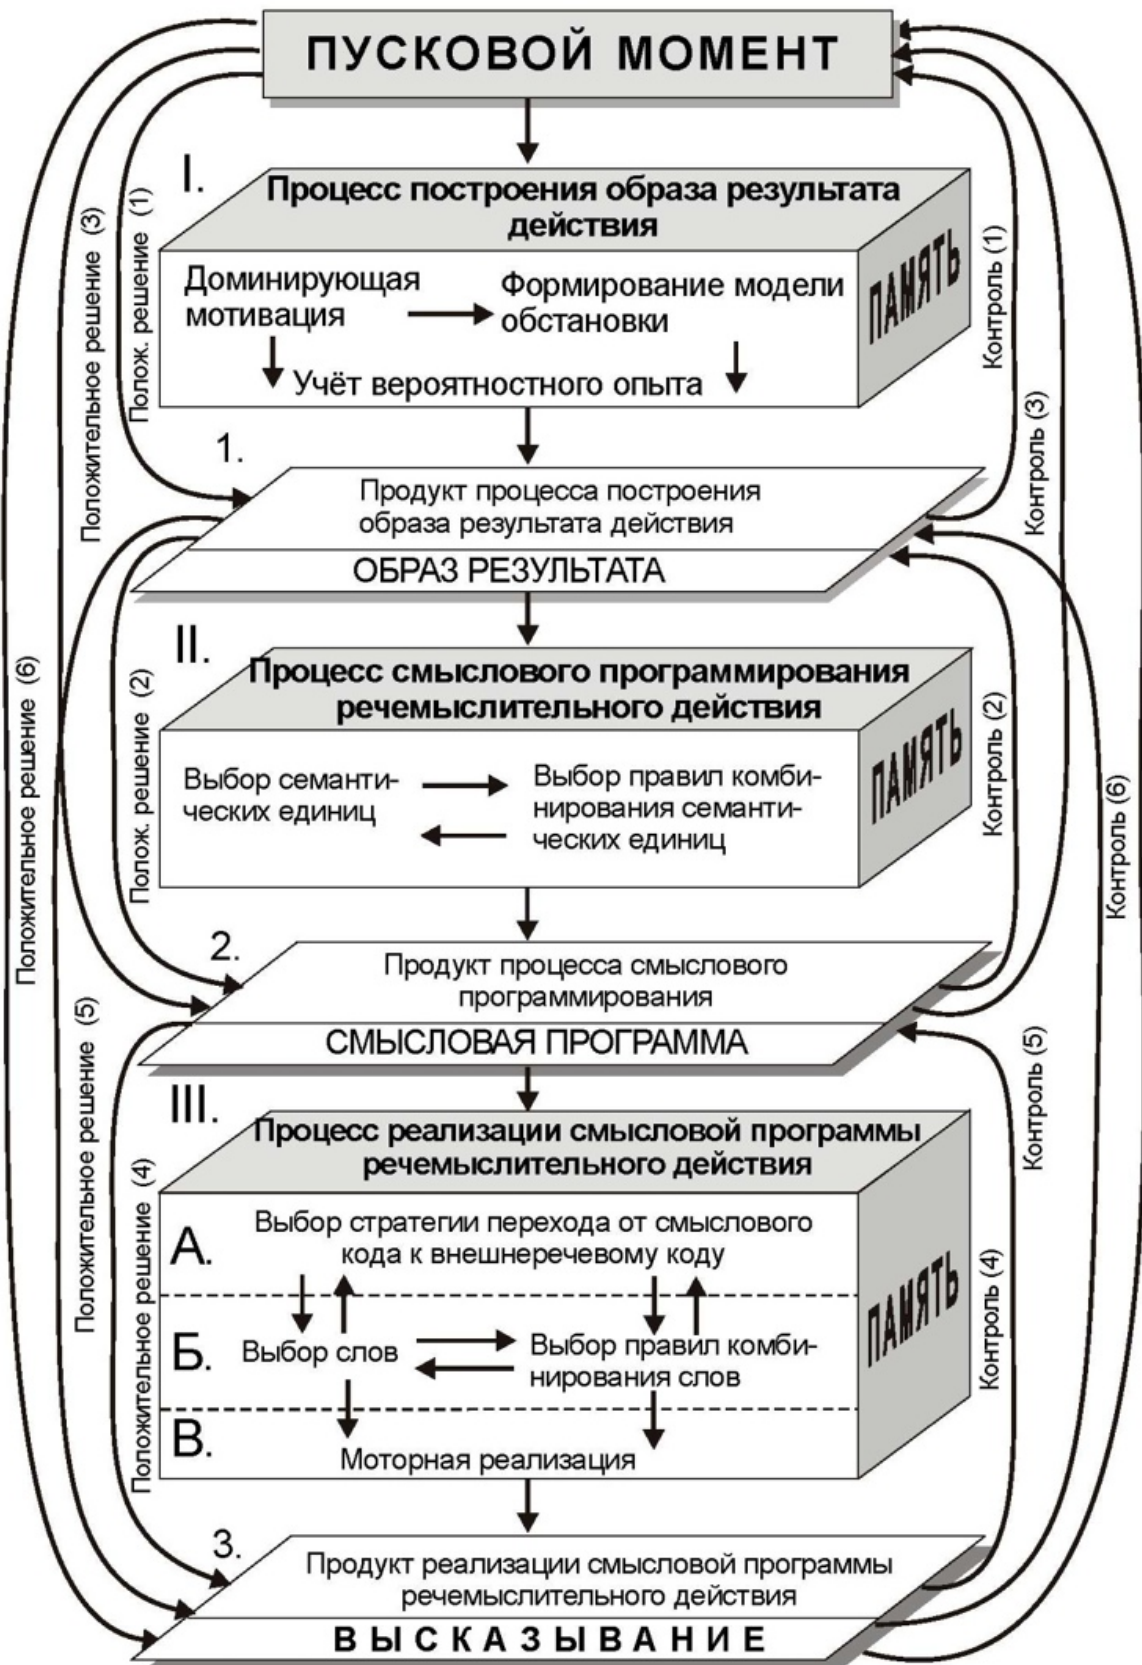 ПУСКОВОЙ МОМЕНТ
I.
Процесс построения образа результата
действия
Доминирующая
мотивация
Формирование модели
обстановки
Учёт вероятностного опыта
ПАМЯТЬ
Положительное решение (3)
Полож. решение (1)
Контроль (1)
Контроль (3)
1.
Продукт процесса построения
образа результата действия
ОБРАЗ РЕЗУЛЬТАТА
II.
Процесс смыслового программирования
речемыслительного действия
Выбор семанти-
ческих единиц
Выбор правил комби-
нирования семанти-
ческих единиц
ПАМЯТЬ
Положительное решение (6)
Полож. решение (2)
Контроль (2)
Контроль (6)
2.
Продукт процесса смыслового
программирования
СМЫСЛОВАЯ ПРОГРАММА
III.
Процесс реализации смысловой программы
речемыслительного действия
А.
Выбор стратегии перехода от смыслового
кода к внешнеречевому коду
Б.
Выбор слов
Выбор правил комби-
нирования слов
В.
Моторная реализация
ПАМЯТЬ
Положительное решение (5)
Положительное решение (4)
Контроль (5)
Контроль (4)
3.
Продукт реализации смысловой программы
речемыслительного действия
ВЫСКАЗЫВАНИЕ